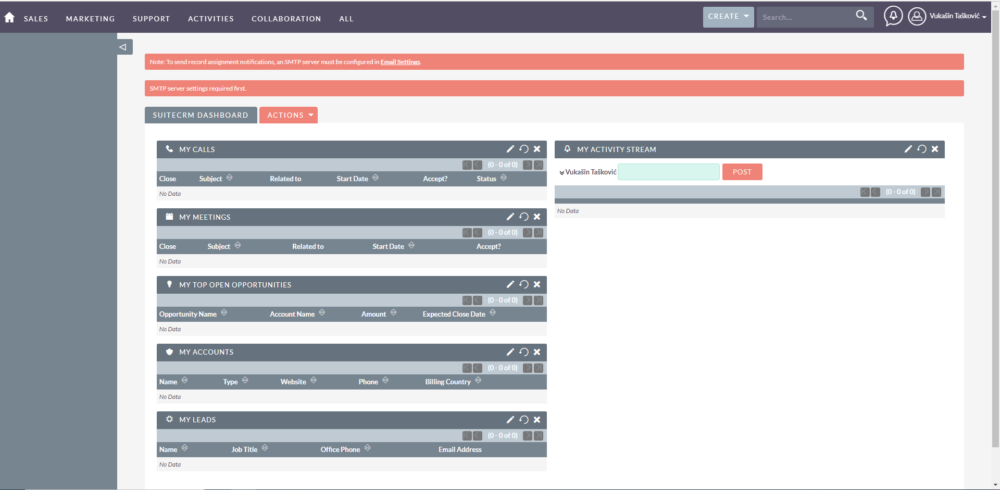 SALES MARKETING SUPPORT ACTIVITIES COLLABORATION ALL CREATE Search... Vukašin Tašković
Note: To send record assignment notifications, an SMTP server must be configured in Email Settings.
SMTP server settings required first.
SUITECRM DASHBOARD ACTIONS
MY CALLS
(0 - 0 of 0)
Close Subject Related to Start Date Accept? Status
No Data
MY MEETINGS
(0 - 0 of 0)
Close Subject Related to Start Date Accept?
No Data
MY TOP OPEN OPPORTUNITIES
(0 - 0 of 0)
Opportunity Name Account Name Amount Expected Close Date
No Data
MY ACCOUNTS
(0 - 0 of 0)
Name Type Website Phone Billing Country
No Data
MY LEADS
(0 - 0 of 0)
Name Job Title Office Phone Email Address
No Data
MY ACTIVITY STREAM
Vukašin Tašković POST
(0 - 0 of 0)
No Data